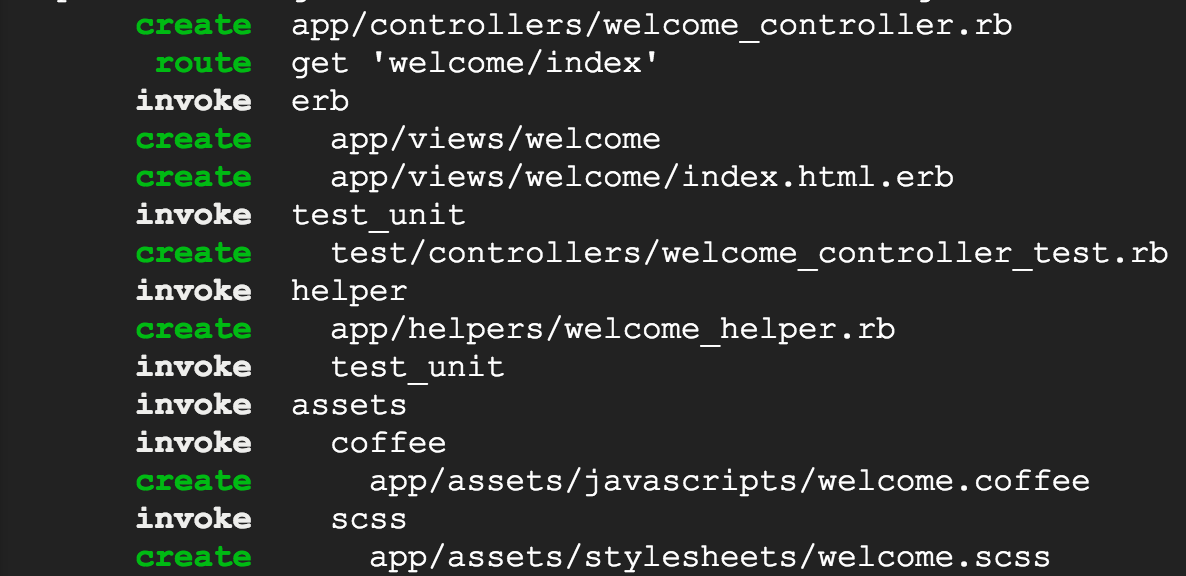 create  app/controllers/welcome_controller.rb
route  get 'welcome/index'
invoke  erb
create    app/views/welcome
create    app/views/welcome/index.html.erb
invoke  test_unit
create    test/controllers/welcome_controller_test.rb
invoke  helper
create    app/helpers/welcome_helper.rb
invoke    test_unit
invoke  assets
invoke    coffee
create      app/assets/javascripts/welcome.coffee
invoke    scss
create      app/assets/stylesheets/welcome.scss